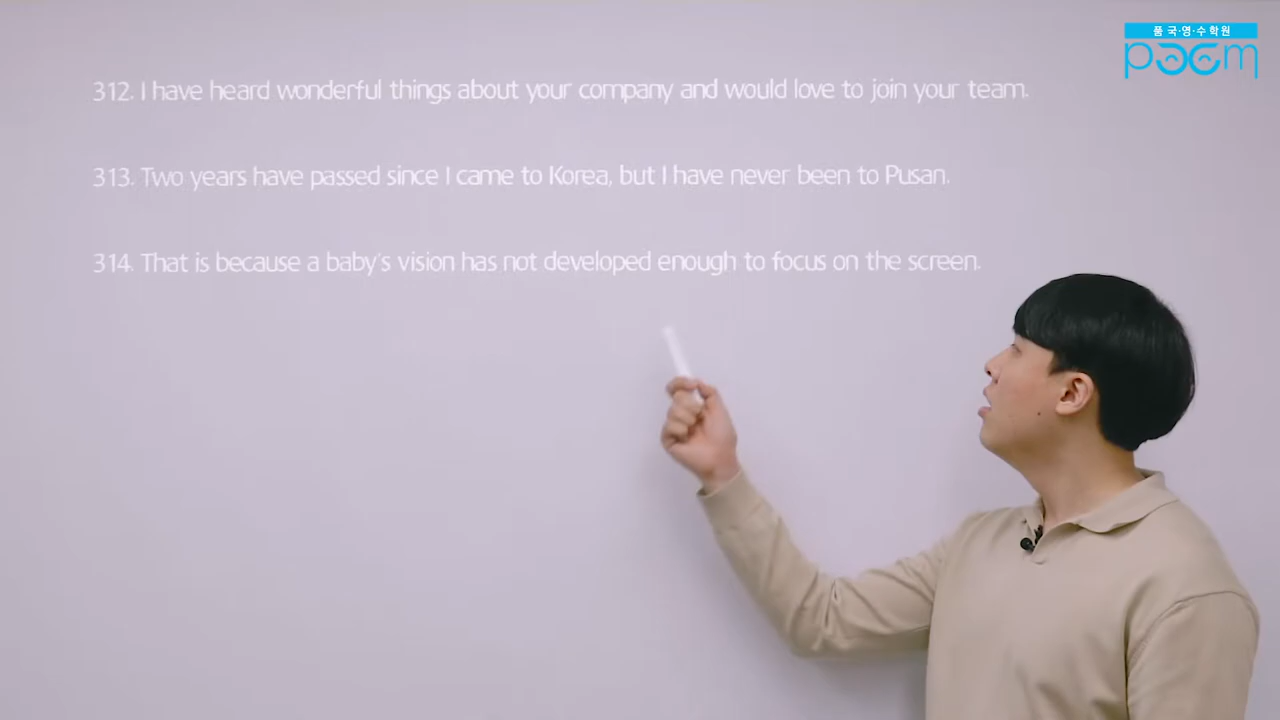 품 국·영·수 학원
poem
312. I have heard wonderful things about your company and would love to join your team.
313. Two years have passed since I came to Korea, but I have never been to Pusan.
314. That is because a baby's vision has not developed enough to focus on the screen.